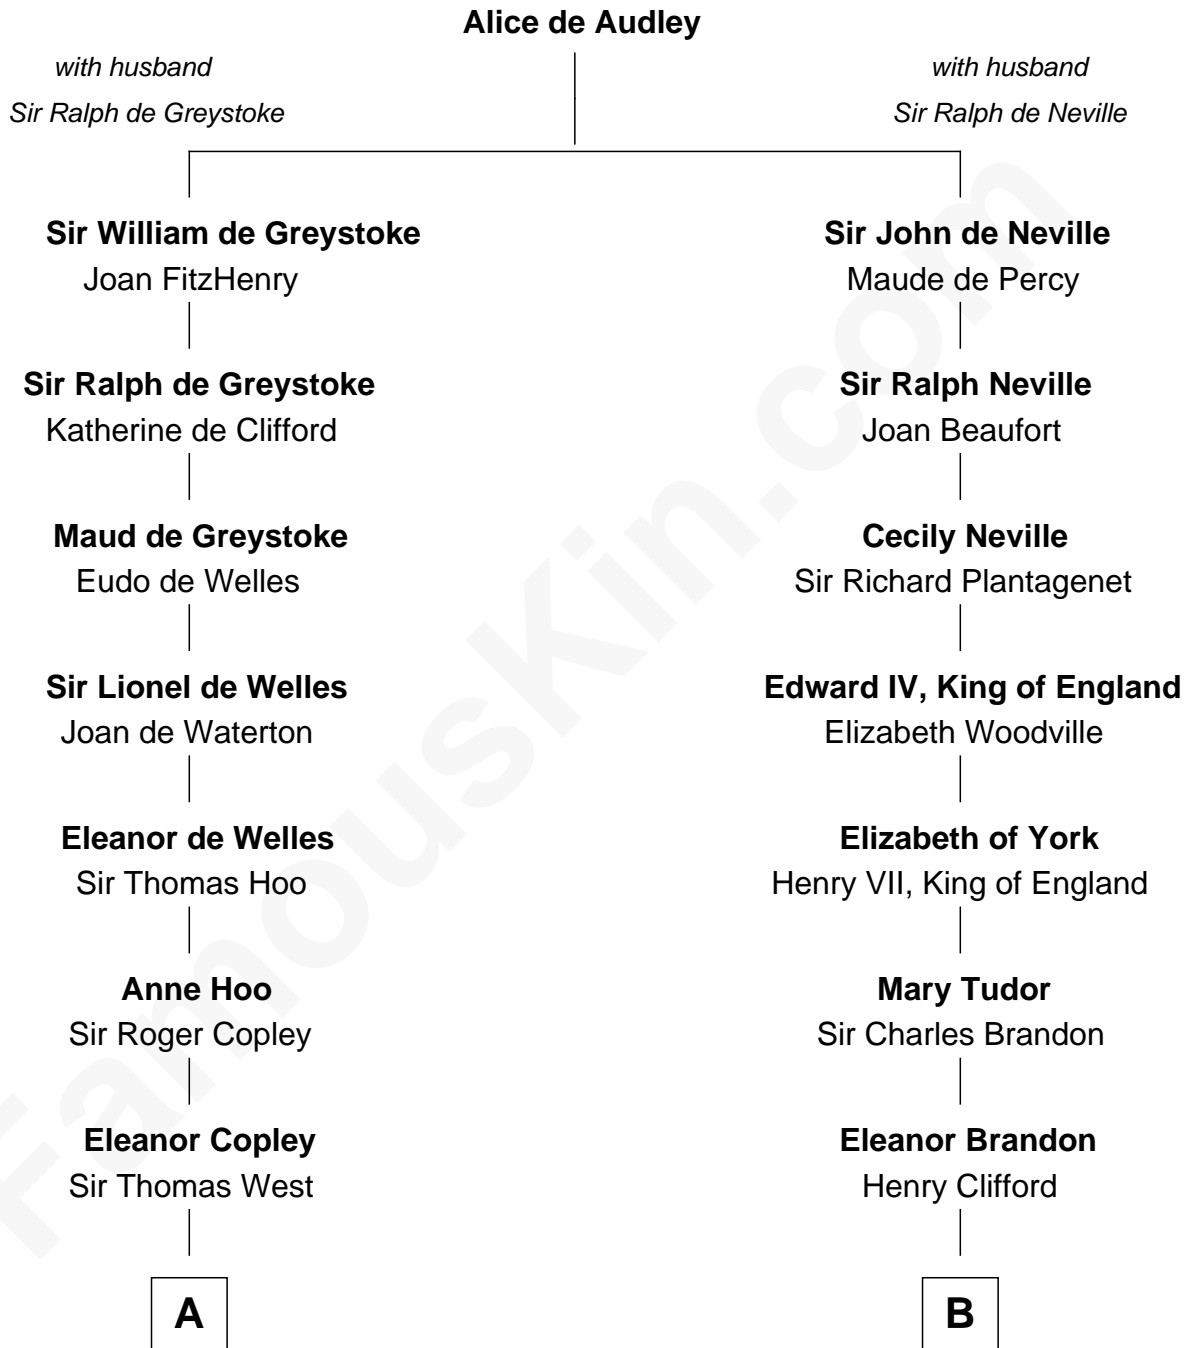 Alice de Audley
with husband
Sir Ralph de Greystoke
with husband
Sir Ralph de Neville
Sir William de Greystoke
Joan FitzHenry
Sir John de Neville
Maude de Percy
Sir Ralph de Greystoke
Katherine de Clifford
Sir Ralph Neville
Joan Beaufort
Maud de Greystoke
Eudo de Welles
Cecily Neville
Sir Richard Plantagenet
Sir Lionel de Welles
Joan de Waterton
Edward IV, King of England
Elizabeth Woodville
Eleanor de Welles
Sir Thomas Hoo
Elizabeth of York
Henry VII, King of England
Anne Hoo
Sir Roger Copley
Mary Tudor
Sir Charles Brandon
Eleanor Copley
Sir Thomas West
Eleanor Brandon
Henry Clifford
A
B
FamousKin.com